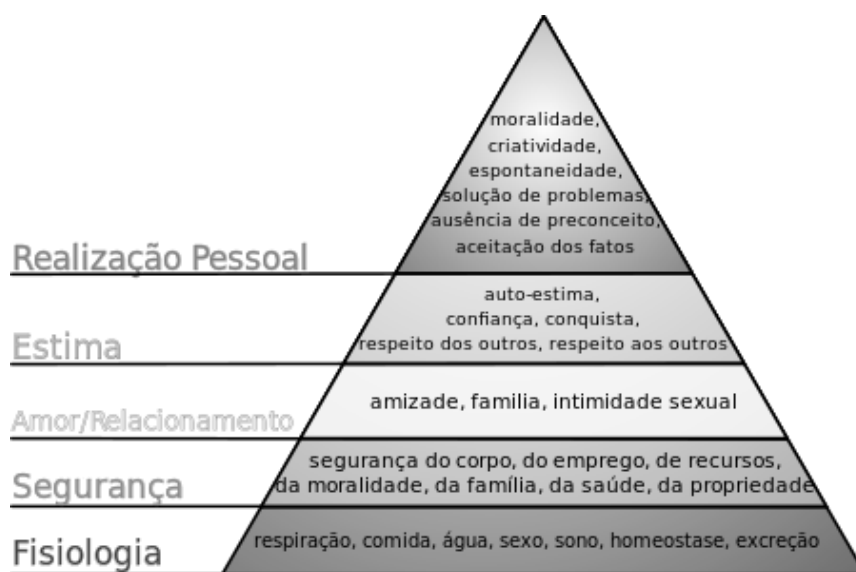 moralidade,
criatividade,
espontaneidade,
solução de problemas,
ausência de preconceito,
aceitação dos fatos
Realização Pessoal
auto-estima,
confiança, conquista,
respeito dos outros, respeito aos outros
Estima
amizade, familia, intimidade sexual
Amor/Relacionamento
segurança do corpo, do emprego, de recursos,
da moralidade, da família, da saúde, da propriedade
Segurança
respiração, comida, água, sexo, sono, homeostase, excreção
Fisiologia